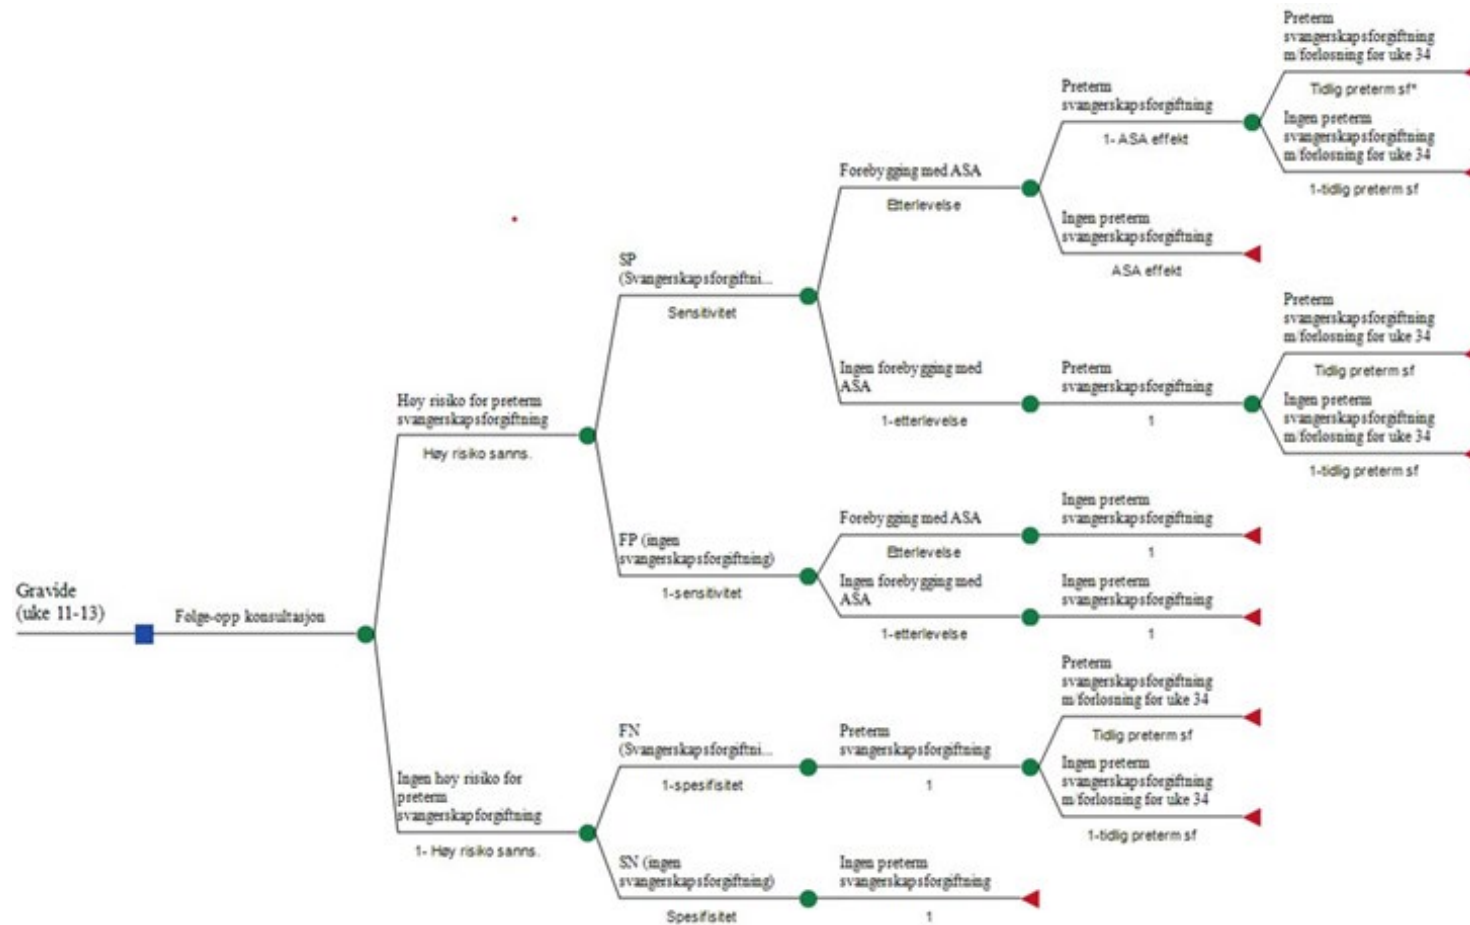 Gravide
(uke 11-13)
Følge-opp konsultasjon
Høy risiko for preterm
svangerskapsforgiftning
Høy risiko sanns.
SP
(Svangerskapsforgiftni...
Sensitivitet
Forebygging med ASA
Etterlevelse
Preterm
svangerskapsforgiftning
1- ASA effekt
Preterm
svangerskapsforgiftning
m/forløsning før uke 34
Tidlig preterm sf*
Ingen preterm
svangerskapsforgiftning
m/forløsning før uke 34
1-tidlig preterm sf
Ingen preterm
svangerskapsforgiftning
ASA effekt
Ingen forebygging med
ASA
1-etterlevelse
Preterm
svangerskapsforgiftning
1
Preterm
svangerskapsforgiftning
m/forløsning før uke 34
Tidlig preterm sf
Ingen preterm
svangerskapsforgiftning
m/forløsning før uke 34
1-tidlig preterm sf
FP (ingen
svangerskapsforgiftning)
1-sensitivitet
Forebygging med ASA
Etterlevelse
Ingen preterm
svangerskapsforgiftning
1
Ingen forebygging med
ASA
1-etterlevelse
Ingen preterm
svangerskapsforgiftning
1
Ingen høy risiko for
preterm
svangerskapsforgiftning
1- Høy risiko sanns.
FN
(Svangerskapsforgiftni...
1-spesifisitet
Preterm
svangerskapsforgiftning
1
Preterm
svangerskapsforgiftning
m/forløsning før uke 34
Tidlig preterm sf
Ingen preterm
svangerskapsforgiftning
m/forløsning før uke 34
1-tidlig preterm sf
SN (ingen
svangerskapsforgiftning)
Spesifisitet
Ingen preterm
svangerskapsforgiftning
1